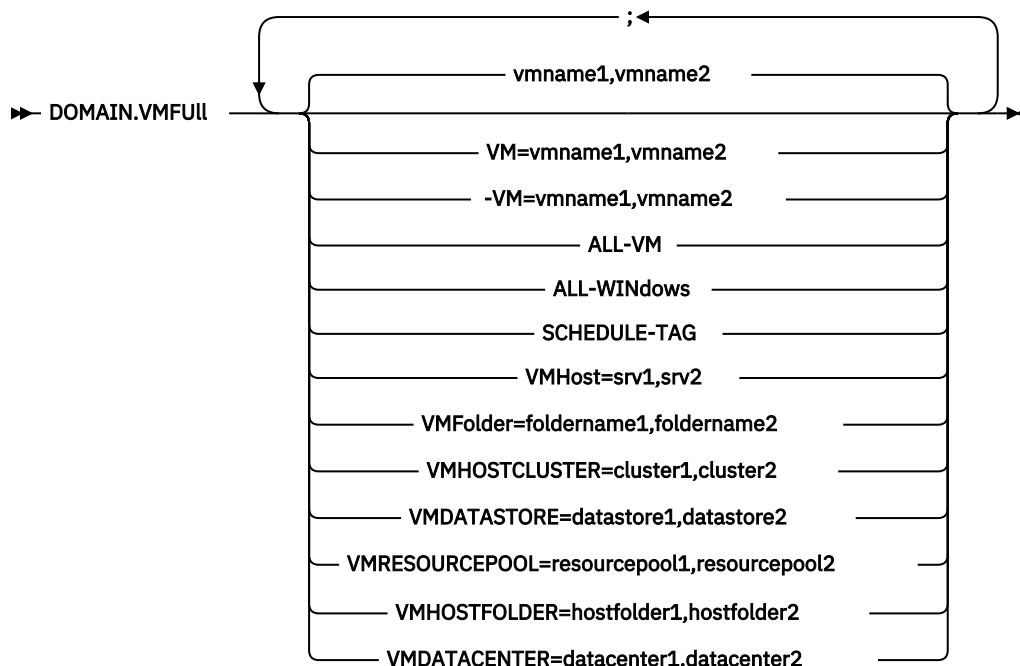 ;
vmname1,vmname2
DOMAIN.VMFUll
VM=vmname1,vmname2
-VM=vmname1,vmname2
ALL-VM
ALL-WINdows
SCHEDULE-TAG
VMHost=srv1,srv2
VMFolder=foldername1,foldername2
VMHOSTCLUSTER=cluster1,cluster2
VMDATASTORE=datastore1,datastore2
VMRESOURCEPOOL=resourcepool1,resourcepool2
VMHOSTFOLDER=hostfolder1,hostfolder2
VMDATACENTER=datacenter1,datacenter2